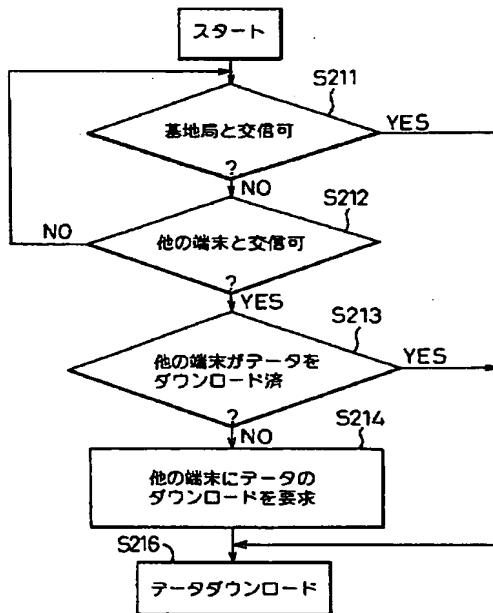 スタート
S211
基地局と交信可
?
YES
NO
S212
NO
他の端末と交信可
?
YES
S213
他の端末がデータを
ダウンロード済
YES
?
NO
S214
他の端末にデータの
ダウンロードを要求
S216
データダウンロード